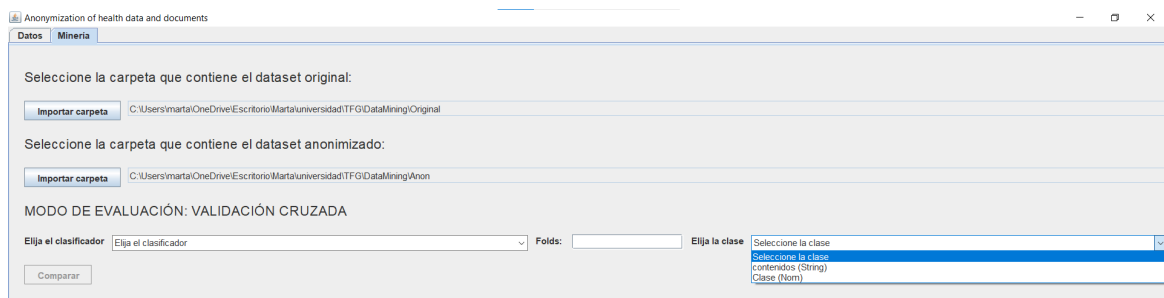 Anonymization of health data and documents
Datos Minería
Seleccione la carpeta que contiene el dataset original:
Importar carpeta C:\Users\marta\OneDrive\Escritorio\Marta\universidad\TFG\DataMining\Original
Seleccione la carpeta que contiene el dataset anonimizado:
Importar carpeta C:\Users\marta\OneDrive\Escritorio\Marta\universidad\TFG\DataMining\Anon
MODO DE EVALUACIÓN: VALIDACIÓN CRUZADA
Elija el clasificador Elija el clasificador Folds: Elija la clase Seleccione la clase
Seleccione la clase
contenidos (String)
Clase (Nom)
Comparar